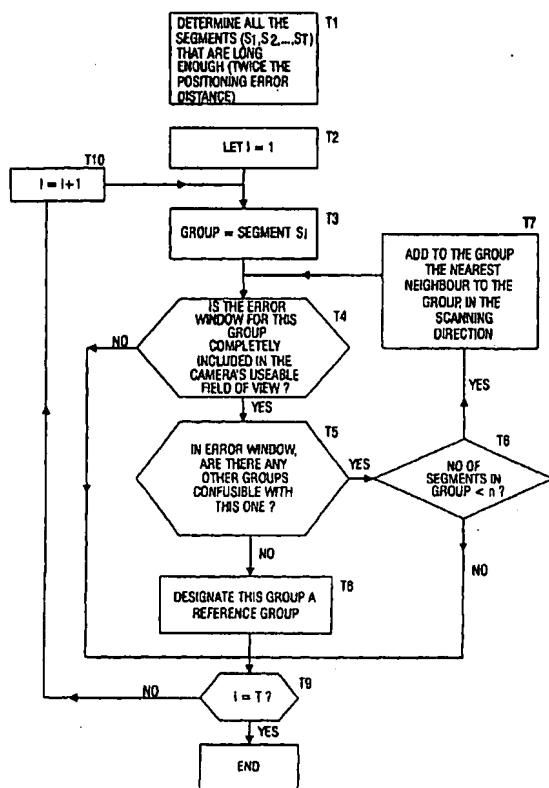 T1
DETERMINE ALL THE
SEGMENTS (S1,S2,...,ST)
THAT ARE LONG
ENOUGH (TWICE THE
POSITIONING ERROR
DISTANCE)
T2
LET I = 1
T10
I = I+1
T3
GROUP = SEGMENT SI
T7
ADD TO THE GROUP
THE NEAREST
NEIGHBOUR TO THE
GROUP, IN THE
SCANNING
DIRECTION
T4
IS THE ERROR
WINDOW FOR THIS
GROUP
COMPLETELY
INCLUDED IN THE
CAMERA'S USEABLE
FIELD OF VIEW ?
NO
YES
YES
T5
IN ERROR WINDOW,
ARE THERE ANY
OTHER GROUPS
CONFUSIBLE WITH
THIS ONE ?
YES
T6
NO OF
SEGMENTS IN
GROUP < n ?
NO
NO
T8
DESIGNATE THIS GROUP A
REFERENCE GROUP
T9
I = T ?
NO
YES
END